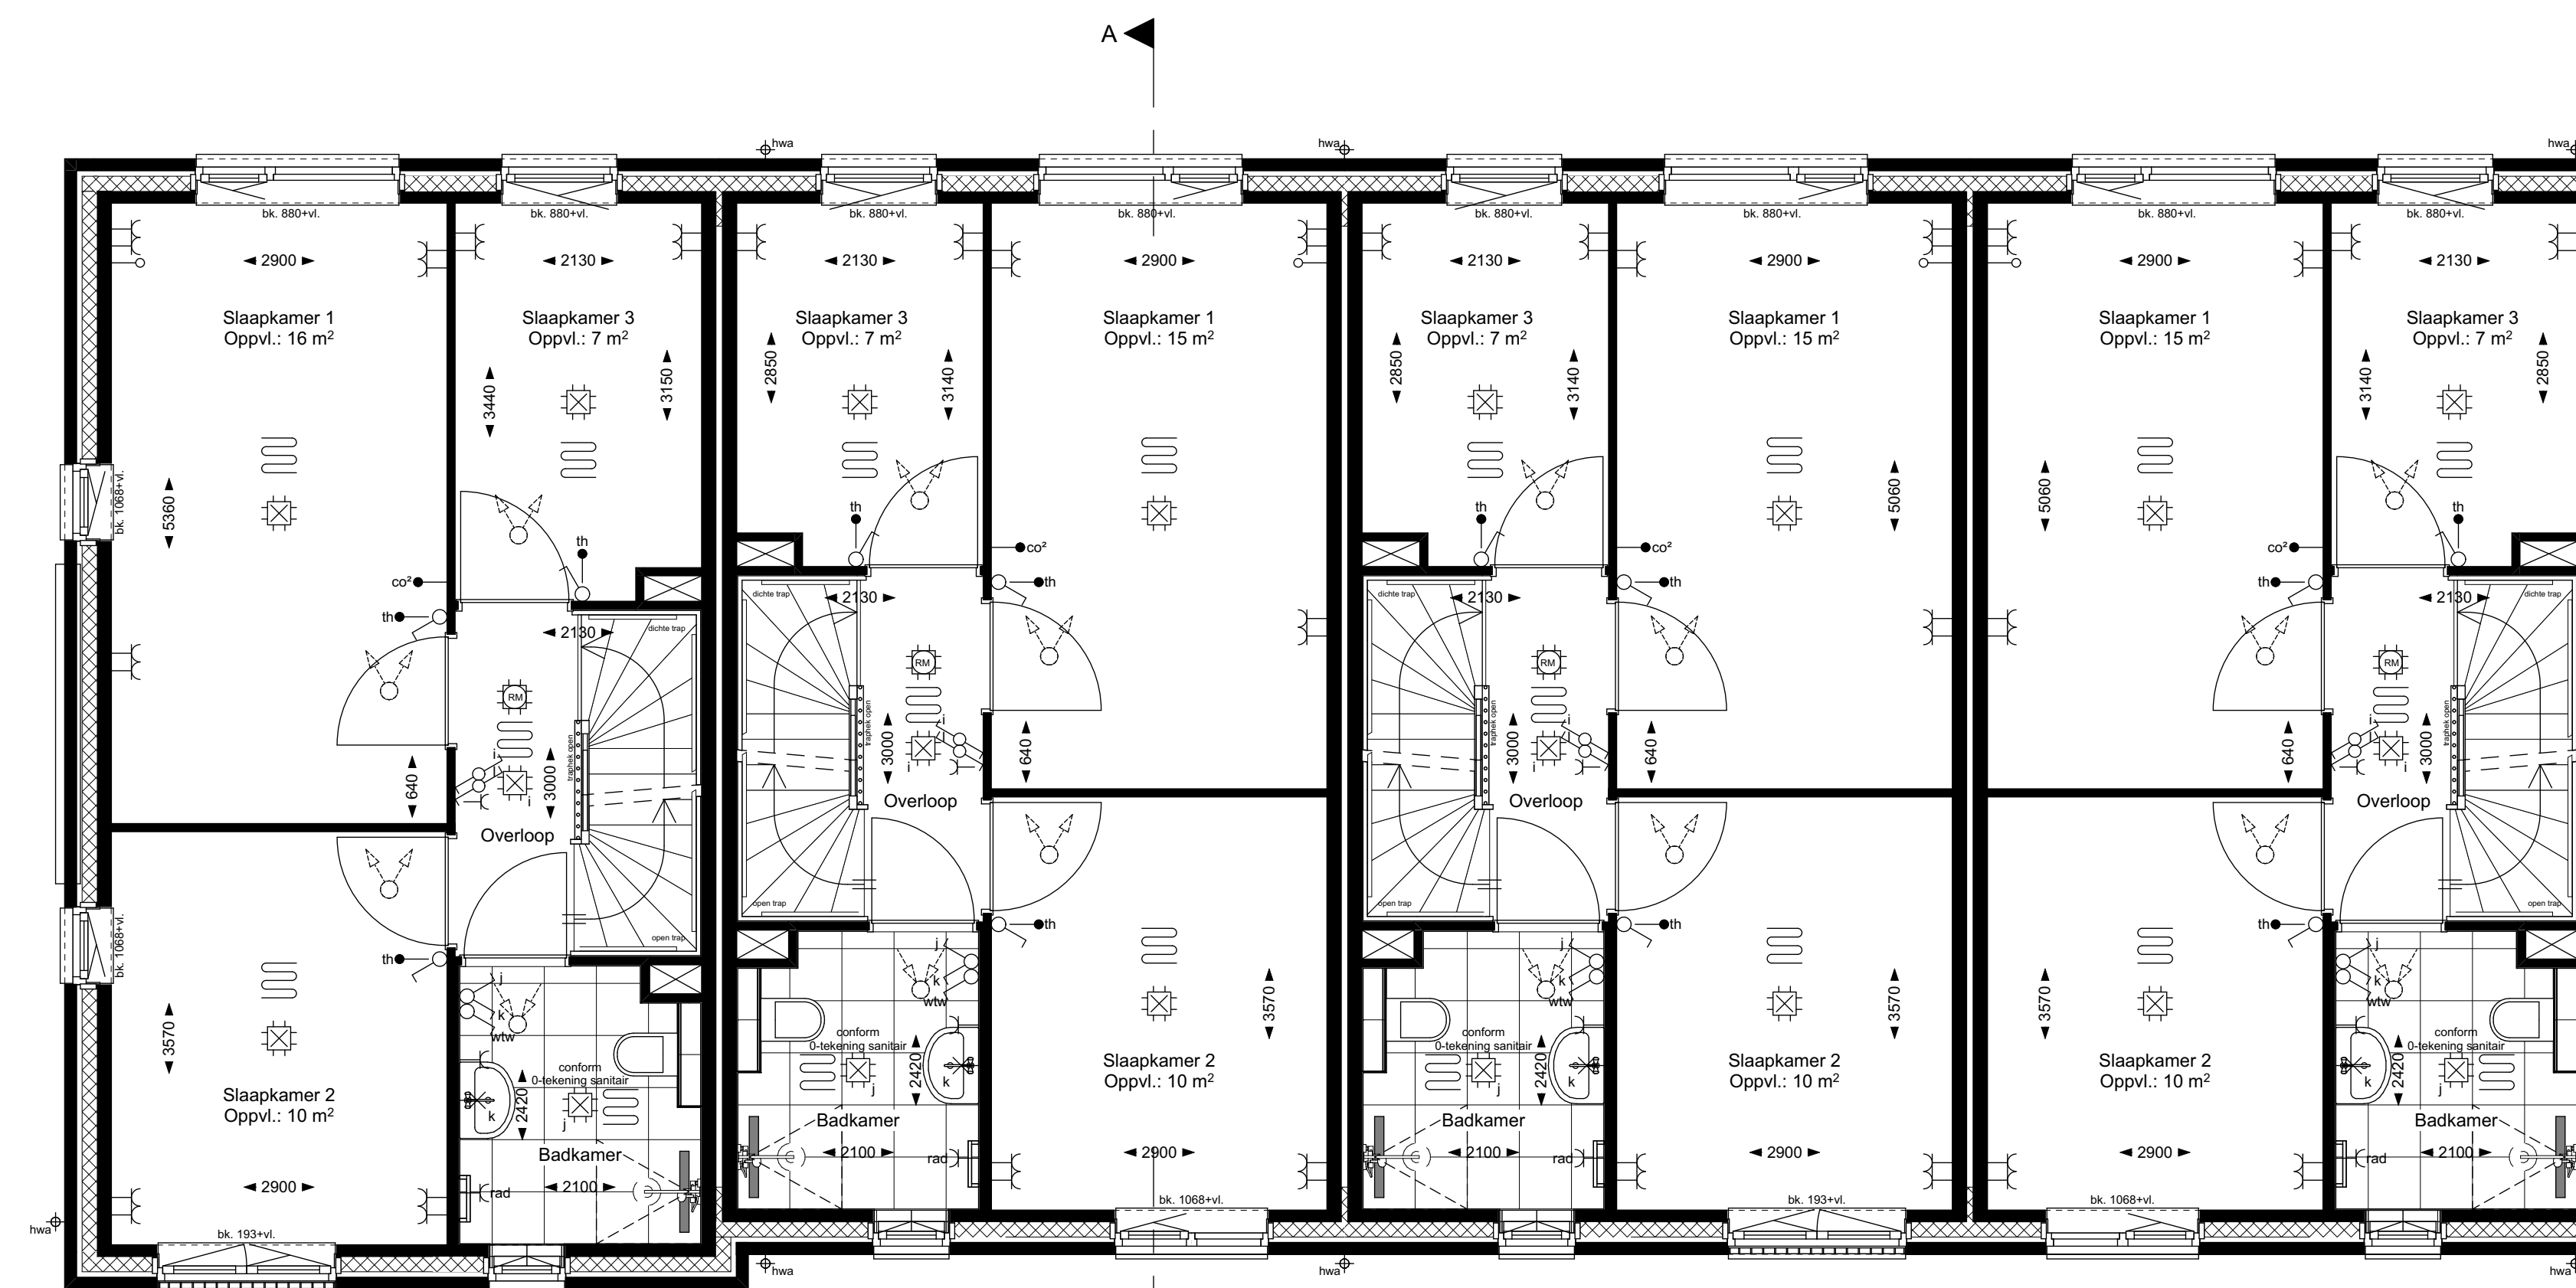 A
hwa
hwa
hwa
bk. 880+vl.
bk. 880+vl.
bk. 880+vl.
bk. 880+vl.
bk. 880+vl.
bk. 880+vl.
bk. 880+vl.
bk. 880+vl.
2900
2130
2130
2900
2130
2900
2900
2130
Slaapkamer 1
Oppvl.: 16 m²
Slaapkamer 3
Oppvl.: 7 m²
Slaapkamer 3
Oppvl.: 7 m²
Slaapkamer 1
Oppvl.: 15 m²
Slaapkamer 3
Oppvl.: 7 m²
Slaapkamer 1
Oppvl.: 15 m²
Slaapkamer 1
Oppvl.: 15 m²
Slaapkamer 3
Oppvl.: 7 m²
3440
3150
2850
3140
2850
3140
3140
2850
bk. 1068+vl.
5360
5060
5060
th
th
th
th
co²
co²
co²
co²
th
th
th
th
2130
dichte trap
dichte trap
2130
dichte trap
2130
2130
dichte trap
RM
RM
RM
RM
traphek open
traphek open
traphek open
traphek open
i
i
i
i
i
i
i
i
640
3000
3000
640
3000
640
640
3000
Overloop
Overloop
Overloop
Overloop
open trap
open trap
open trap
open trap
bk. 1068+vl.
th
th
th
th
j
k
wtw
j
k
wtw
j
k
wtw
j
k
wtw
3570
3570
3570
3570
conform
0-tekening sanitair
conform
0-tekening sanitair
conform
0-tekening sanitair
conform
0-tekening sanitair
2420
2420
2420
2420
k
j
j
k
j
k
k
j
Slaapkamer 2
Oppvl.: 10 m²
Slaapkamer 2
Oppvl.: 10 m²
Slaapkamer 2
Oppvl.: 10 m²
Slaapkamer 2
Oppvl.: 10 m²
Badkamer
Badkamer
Badkamer
Badkamer
2900
rad
2100
2100
rad
2900
2100
rad
2900
2900
rad
2100
bk. 193+vl.
bk. 1068+vl.
bk. 193+vl.
bk. 1068+vl.
hwa
hwa
hwa
hwa